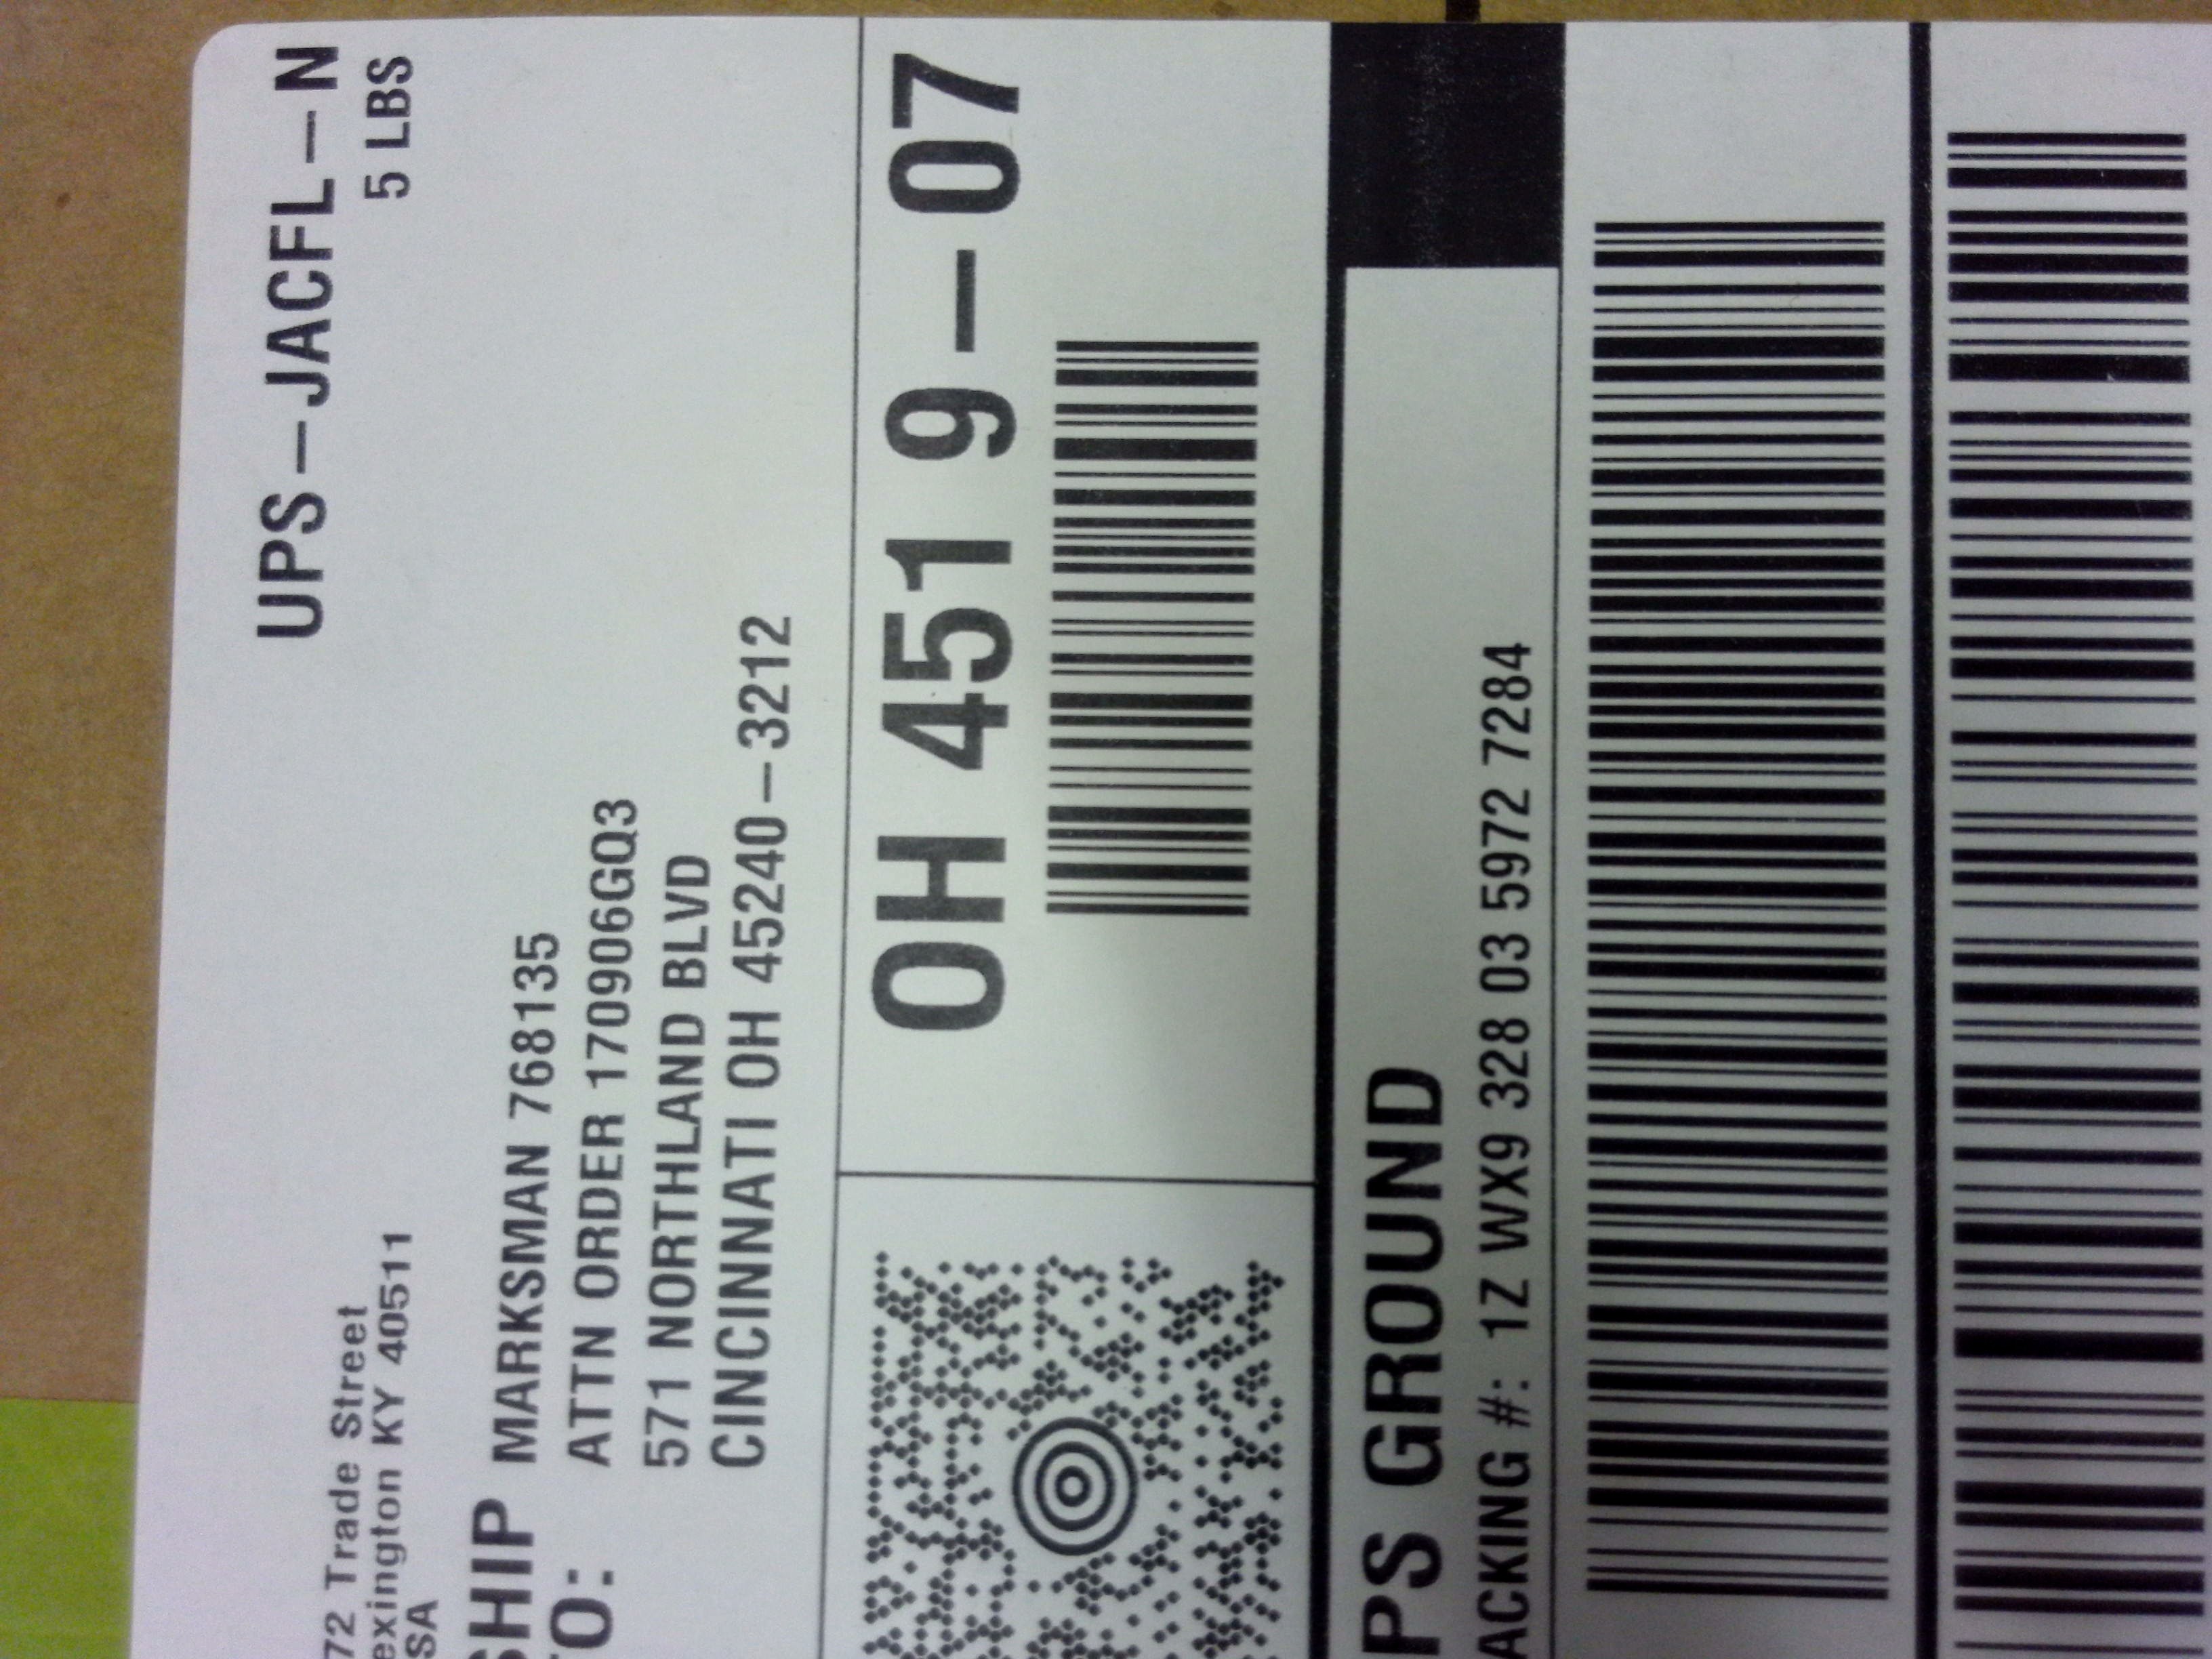 UPS-JACFL-N
5 LBS
72 Trade Street
exington KY 40511
SA
SHIP TO:
MARKSMAN 768135
ATTN ORDER 170906GQ3
571 NORTHLAND BLVD
CINCINNATI OH 45240-3212
OH 451 9-07
PS GROUND
ACKING #: 1Z WX9 328 03 5972 7284